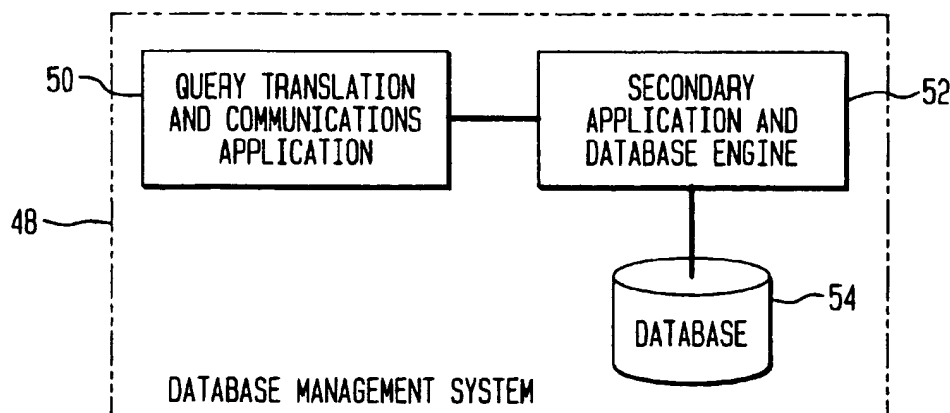 50
QUERY TRANSLATION
AND COMMUNICATIONS
APPLICATION
SECONDARY
APPLICATION AND
DATABASE ENGINE
52
48
54
DATABASE
DATABASE MANAGEMENT SYSTEM